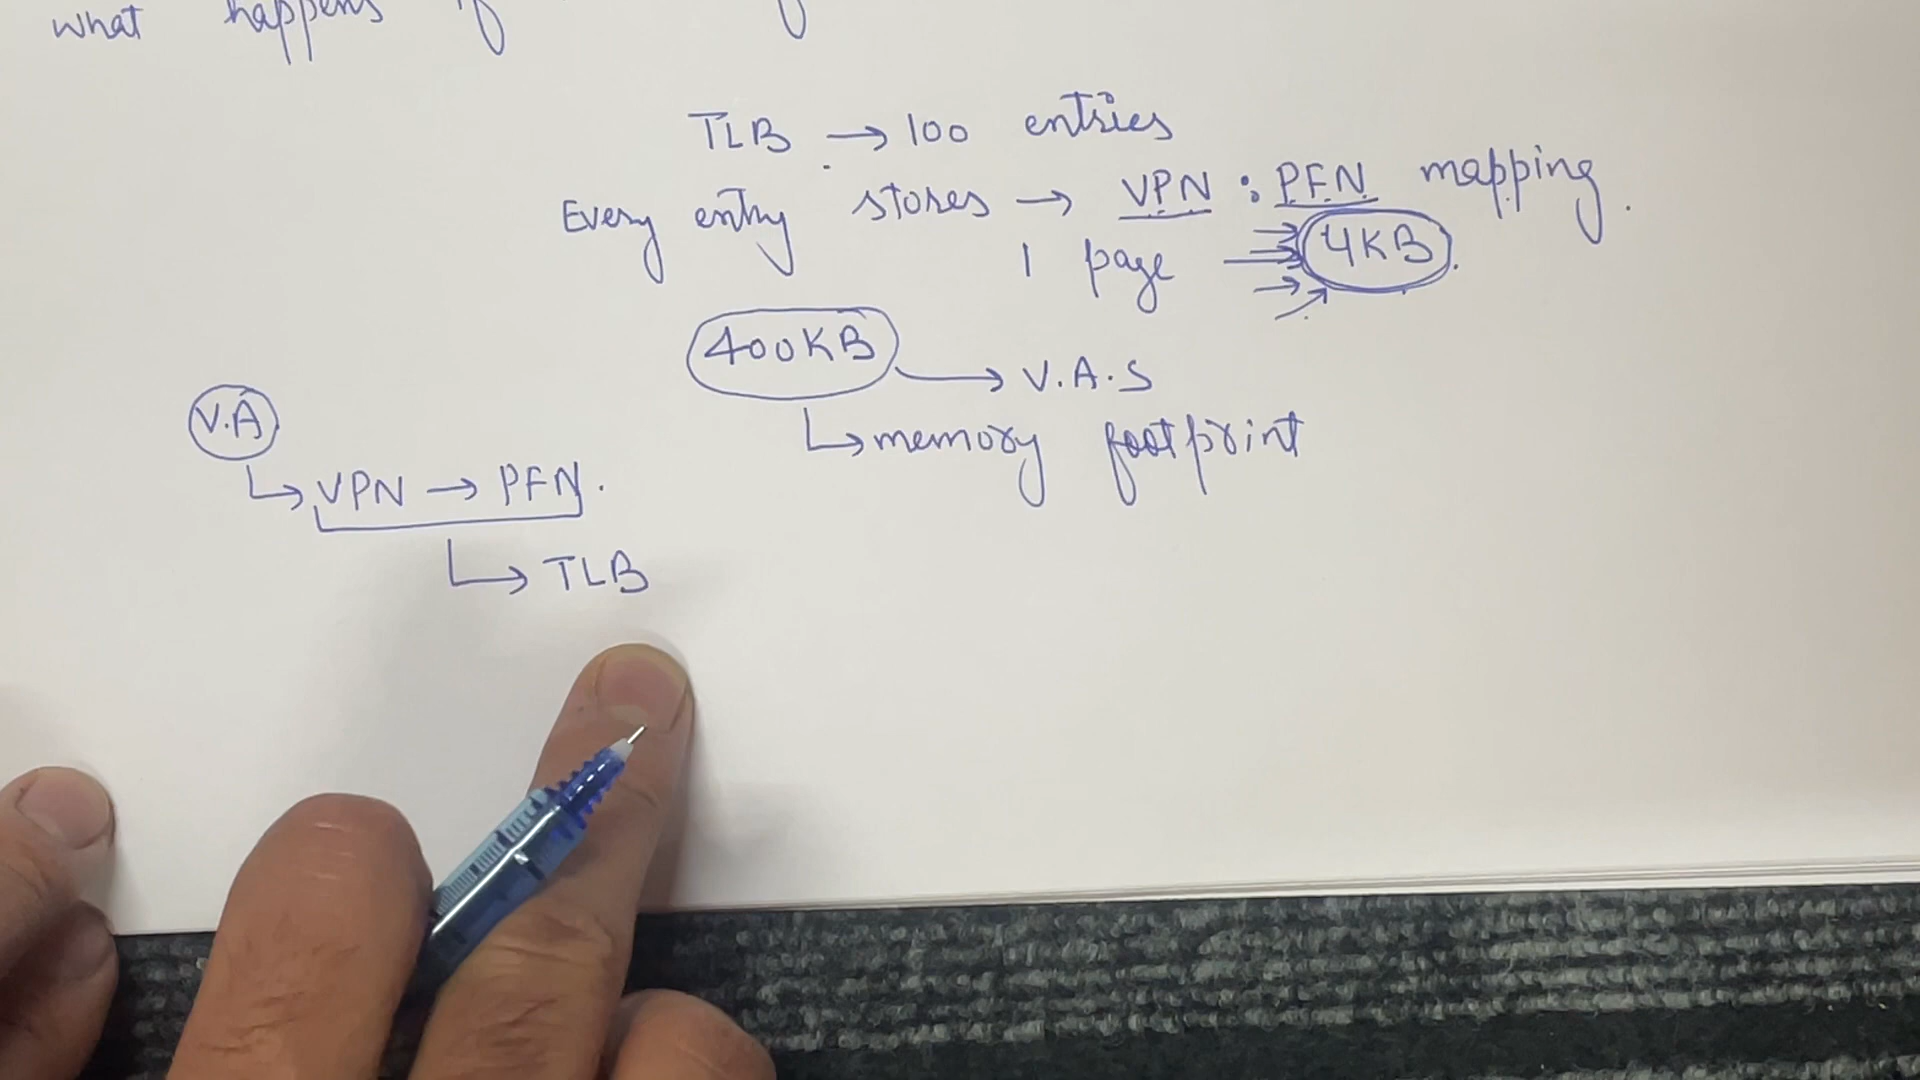 what happens if
TLB → 100 entries
Every entry stores → VPN : PFN mapping.
1 page → 4KB.
400KB → V.A.S
↳ memory footprint
V.A
↳ VPN → PFN.
↳ TLB